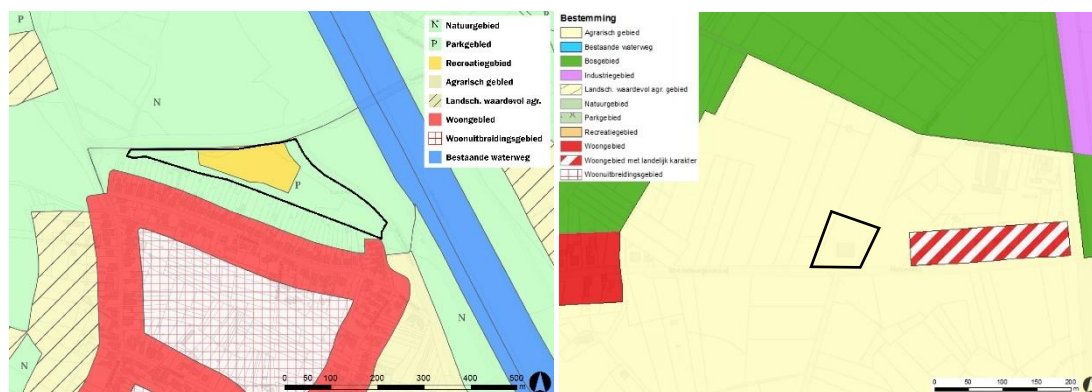 N Natuurgebied
P Parkgebied
Recreatiegebied
Agrarisch gebied
Landsch. waardevol agr.
Woongebied
Woonuitbreidingsgebied
Bestaande waterweg
P
N
P
N
N
0 100 200 300 400 500
m
Bestemming
Agrarisch gebied
Bestaande waterweg
Bosgebied
Industriegebied
Landsch. waardevol agr. gebied
Natuurgebied
Parkgebied
Recreatiegebied
Woongebied
Woongebied met landelijk karakter
Woonuitbreidingsgebied
0 50 100 150 200
m